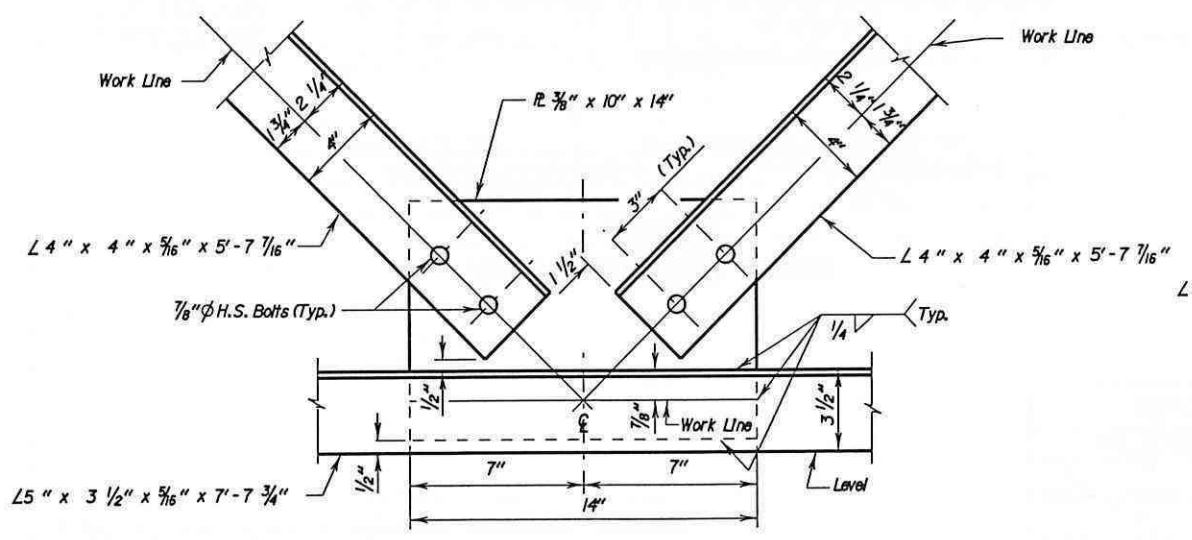 Work Line
Work Line
1 3/4"
2 1/4"
4"
PL 3/8" x 10" x 14"
3" (Typ.)
2 1/4"
1 3/4"
4"
∠ 4" x 4" x 5/16" x 5'-7 7/16"
∠ 4" x 4" x 5/16" x 5'-7 7/16"
∠
1 1/2"
7/8" Ø H.S. Bolts (Typ.)
1/4
Typ.
1/2"
7/8"
3 1/2"
CL
Work Line
1/2"
7"
7"
Level
∠5" x 3 1/2" x 5/16" x 7'-7 3/4"
14"